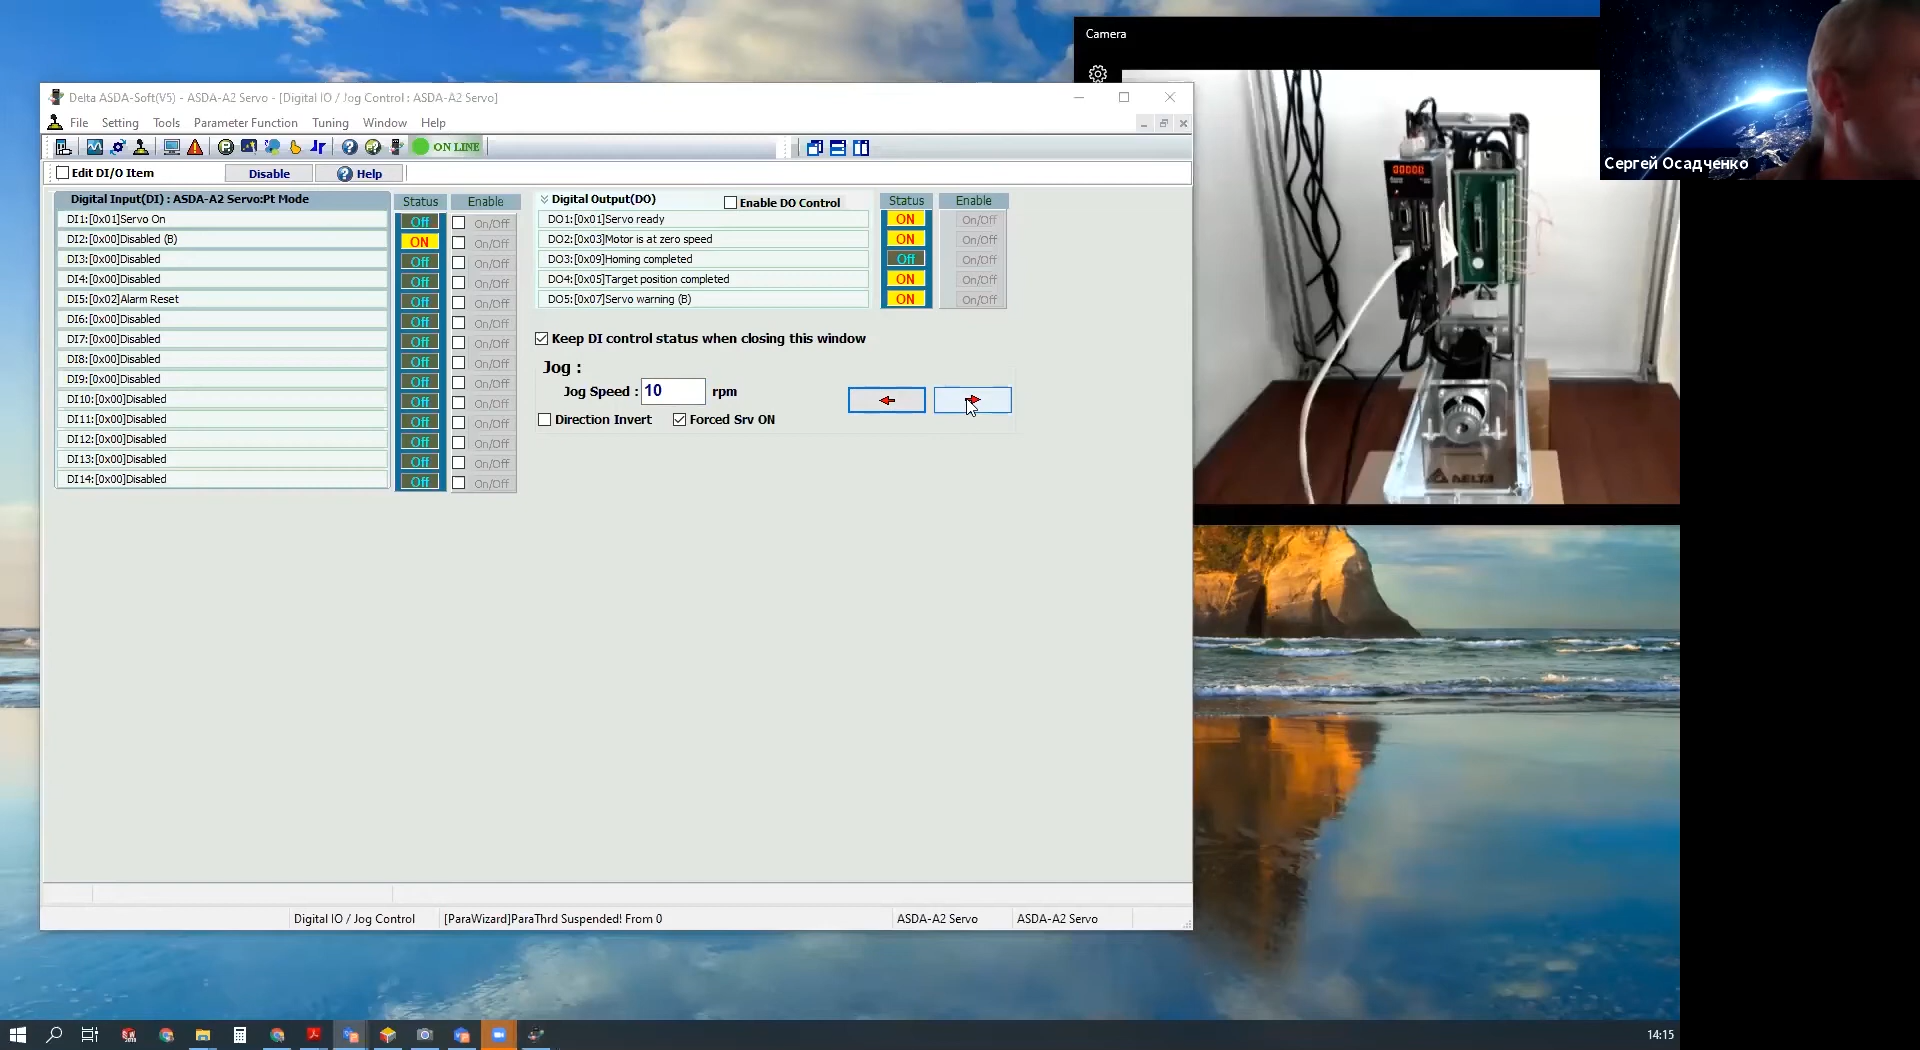 Camera
Сергей Осадченко
Delta ASDA-Soft(V5) - ASDA-A2 Servo - [Digital IO / Jog Control : ASDA-A2 Servo]
File Setting Tools Parameter Function Tuning Window Help
ON LINE
Edit DI/O Item Disable Help
Digital Input(DI) : ASDA-A2 Servo:Pt Mode Status Enable
DI1:[0x01]Servo On Off On/Off
DI2:[0x00]Disabled (B) ON On/Off
DI3:[0x00]Disabled Off On/Off
DI4:[0x00]Disabled Off On/Off
DI5:[0x02]Alarm Reset Off On/Off
DI6:[0x00]Disabled Off On/Off
DI7:[0x00]Disabled Off On/Off
DI8:[0x00]Disabled Off On/Off
DI9:[0x00]Disabled Off On/Off
DI10:[0x00]Disabled Off On/Off
DI11:[0x00]Disabled Off On/Off
DI12:[0x00]Disabled Off On/Off
DI13:[0x00]Disabled Off On/Off
DI14:[0x00]Disabled Off On/Off
Digital Output(DO) Enable DO Control Status Enable
DO1:[0x01]Servo ready ON On/Off
DO2:[0x03]Motor is at zero speed ON On/Off
DO3:[0x09]Homing completed Off On/Off
DO4:[0x05]Target position completed ON On/Off
DO5:[0x07]Servo warning (B) ON On/Off
Keep DI control status when closing this window
Jog :
Jog Speed : 10 rpm
Direction Invert Forced Srv ON
DELTA
Digital IO / Jog Control [ParaWizard]ParaThrd Suspended! From 0 ASDA-A2 Servo ASDA-A2 Servo
14:15